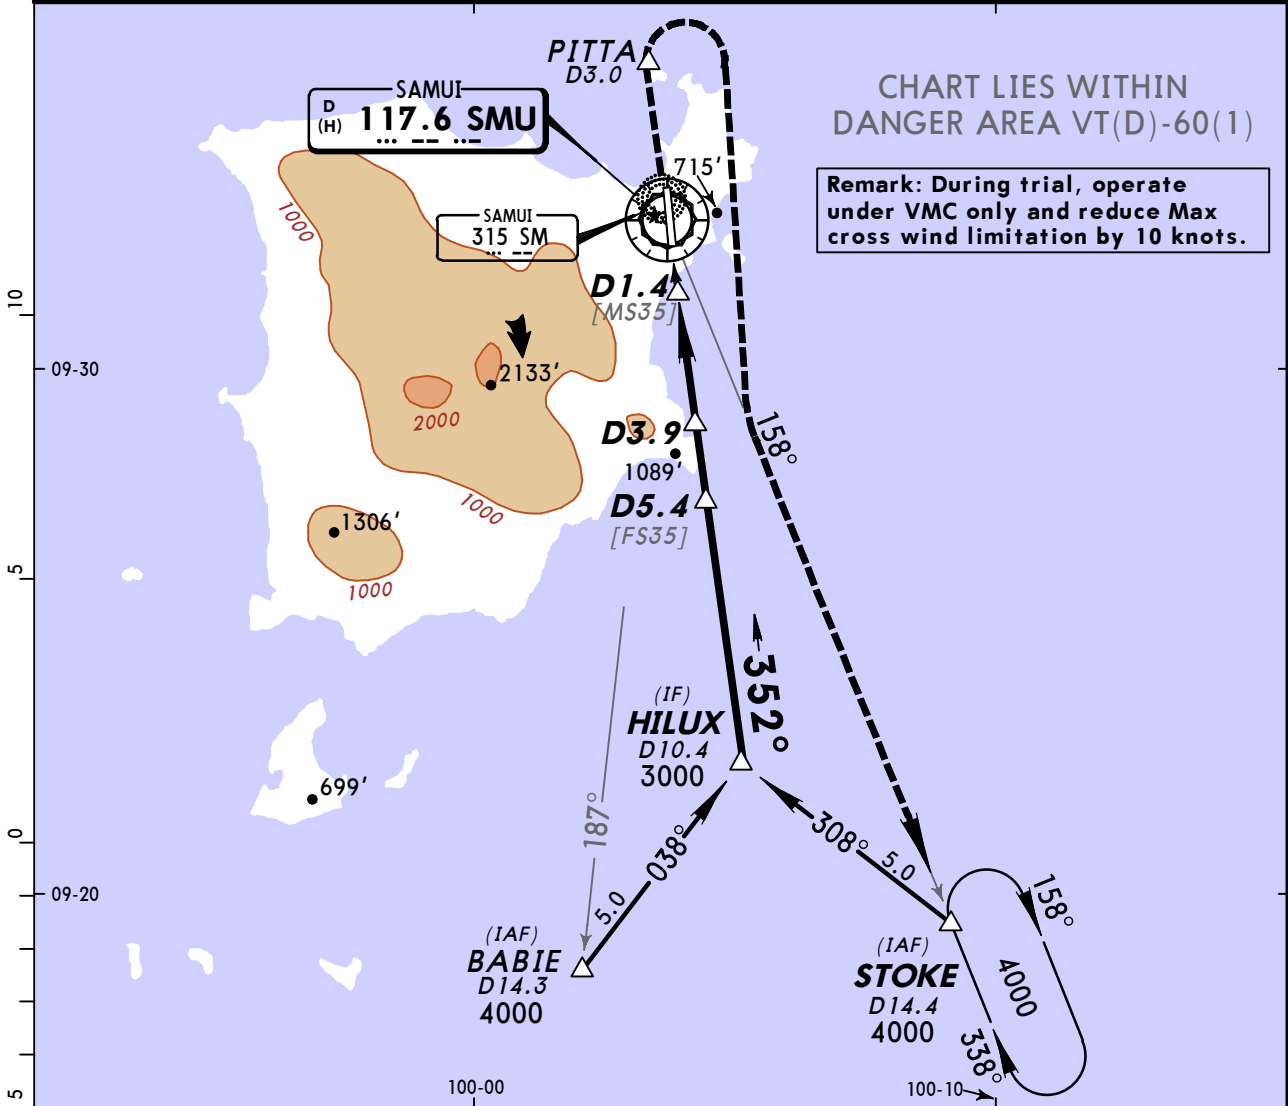 PITTA
D3.0
CHART LIES WITHIN
DANGER AREA VT(D)-60(1)
SAMUI
D
(H)
117.6 SMU
715'
Remark: During trial, operate
under VMC only and reduce Max
cross wind limitation by 10 knots.
1000
SAMUI
315 SM
D1.4
[MS35]
10
09-30
2133'
2000
D3.9
1089'
158°
1000
D5.4
[FS35]
1306'
5
1000
352°
(IF)
HILUX
D10.4
3000
699'
187°
038°
308°
5.0
0
09-20
5.0
158°
(IAF)
BABIE
D14.3
4000
(IAF)
STOKE
D14.4
4000
4000
338°
5
100-00
100-10